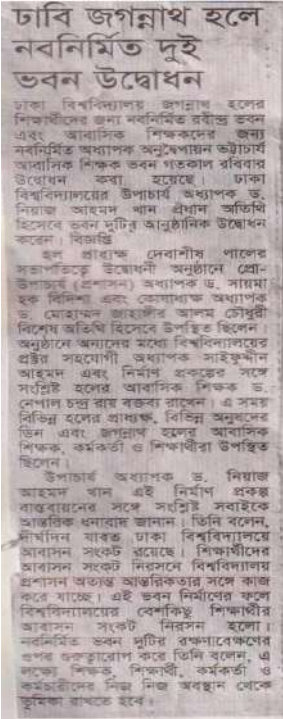 ঢাবি জগন্নাথ হলে
নবনির্মিত দুই
ভবন উদ্বোধন
ঢাকা বিশ্ববিদ্যালয় জগন্নাথ হলের
শিক্ষার্থীদের জন্য নবনির্মিত রবীন্দ্র ভবন
এবং আবাসিক শিক্ষকদের জন্য
নবনির্মিত অধ্যাপক অনুদ্বৈপায়ন ভট্টাচার্য
আবাসিক শিক্ষক ভবন গতকাল রবিবার
উদ্বোধন করা হয়েছে। ঢাকা
বিশ্ববিদ্যালয়ের উপাচার্য অধ্যাপক ড.
নিয়াজ আহমদ খান প্রধান অতিথি
হিসেবে ভবন দুটির আনুষ্ঠানিক উদ্বোধন
করেন। বিজ্ঞপ্তি
হল প্রাধ্যক্ষ দেবাশীষ পালের
সভাপতিত্বে উদ্বোধনী অনুষ্ঠানে প্রো-
উপাচার্য (প্রশাসন) অধ্যাপক ড. সায়মা
হক বিদিশা এবং কোষাধ্যক্ষ অধ্যাপক
ড. মোহাম্মদ জাহাঙ্গীর আলম চৌধুরী
বিশেষ অতিথি হিসেবে উপস্থিত ছিলেন।
অনুষ্ঠানে অন্যদের মধ্যে বিশ্ববিদ্যালয়ের
প্রক্টর সহযোগী অধ্যাপক সাইফুদ্দীন
আহমদ এবং নির্মাণ প্রকল্পের সঙ্গে
সংশ্লিষ্ট হলের আবাসিক শিক্ষক ড.
নেপাল চন্দ্র রায় বক্তব্য রাখেন। এ সময়
বিভিন্ন হলের প্রাধ্যক্ষ, বিভিন্ন অনুষদের
ডিন এবং জগন্নাথ হলের আবাসিক
শিক্ষক, কর্মকর্তা ও শিক্ষার্থীরা উপস্থিত
ছিলেন।
উপাচার্য অধ্যাপক ড. নিয়াজ
আহমদ খান এই নির্মাণ প্রকল্প
বাস্তবায়নের সঙ্গে সংশ্লিষ্ট সবাইকে
আন্তরিক ধন্যবাদ জানান। তিনি বলেন,
দীর্ঘদিন যাবত ঢাকা বিশ্ববিদ্যালয়ে
আবাসন সংকট রয়েছে। শিক্ষার্থীদের
আবাসন সংকট নিরসনে বিশ্ববিদ্যালয়
প্রশাসন অত্যন্ত আন্তরিকতার সঙ্গে কাজ
করে যাচ্ছে। এই ভবন নির্মাণের ফলে
বিশ্ববিদ্যালয়ের বেশকিছু শিক্ষার্থীর
আবাসন সংকট নিরসন হলো।
নবনির্মিত ভবন দুটির রক্ষণাবেক্ষণের
ওপর গুরুত্বারোপ করে তিনি বলেন, এ
লক্ষ্যে শিক্ষক, শিক্ষার্থী, কর্মকর্তা ও
কর্মচারীদের নিজ নিজ অবস্থান থেকে
ভূমিকা রাখতে হবে।